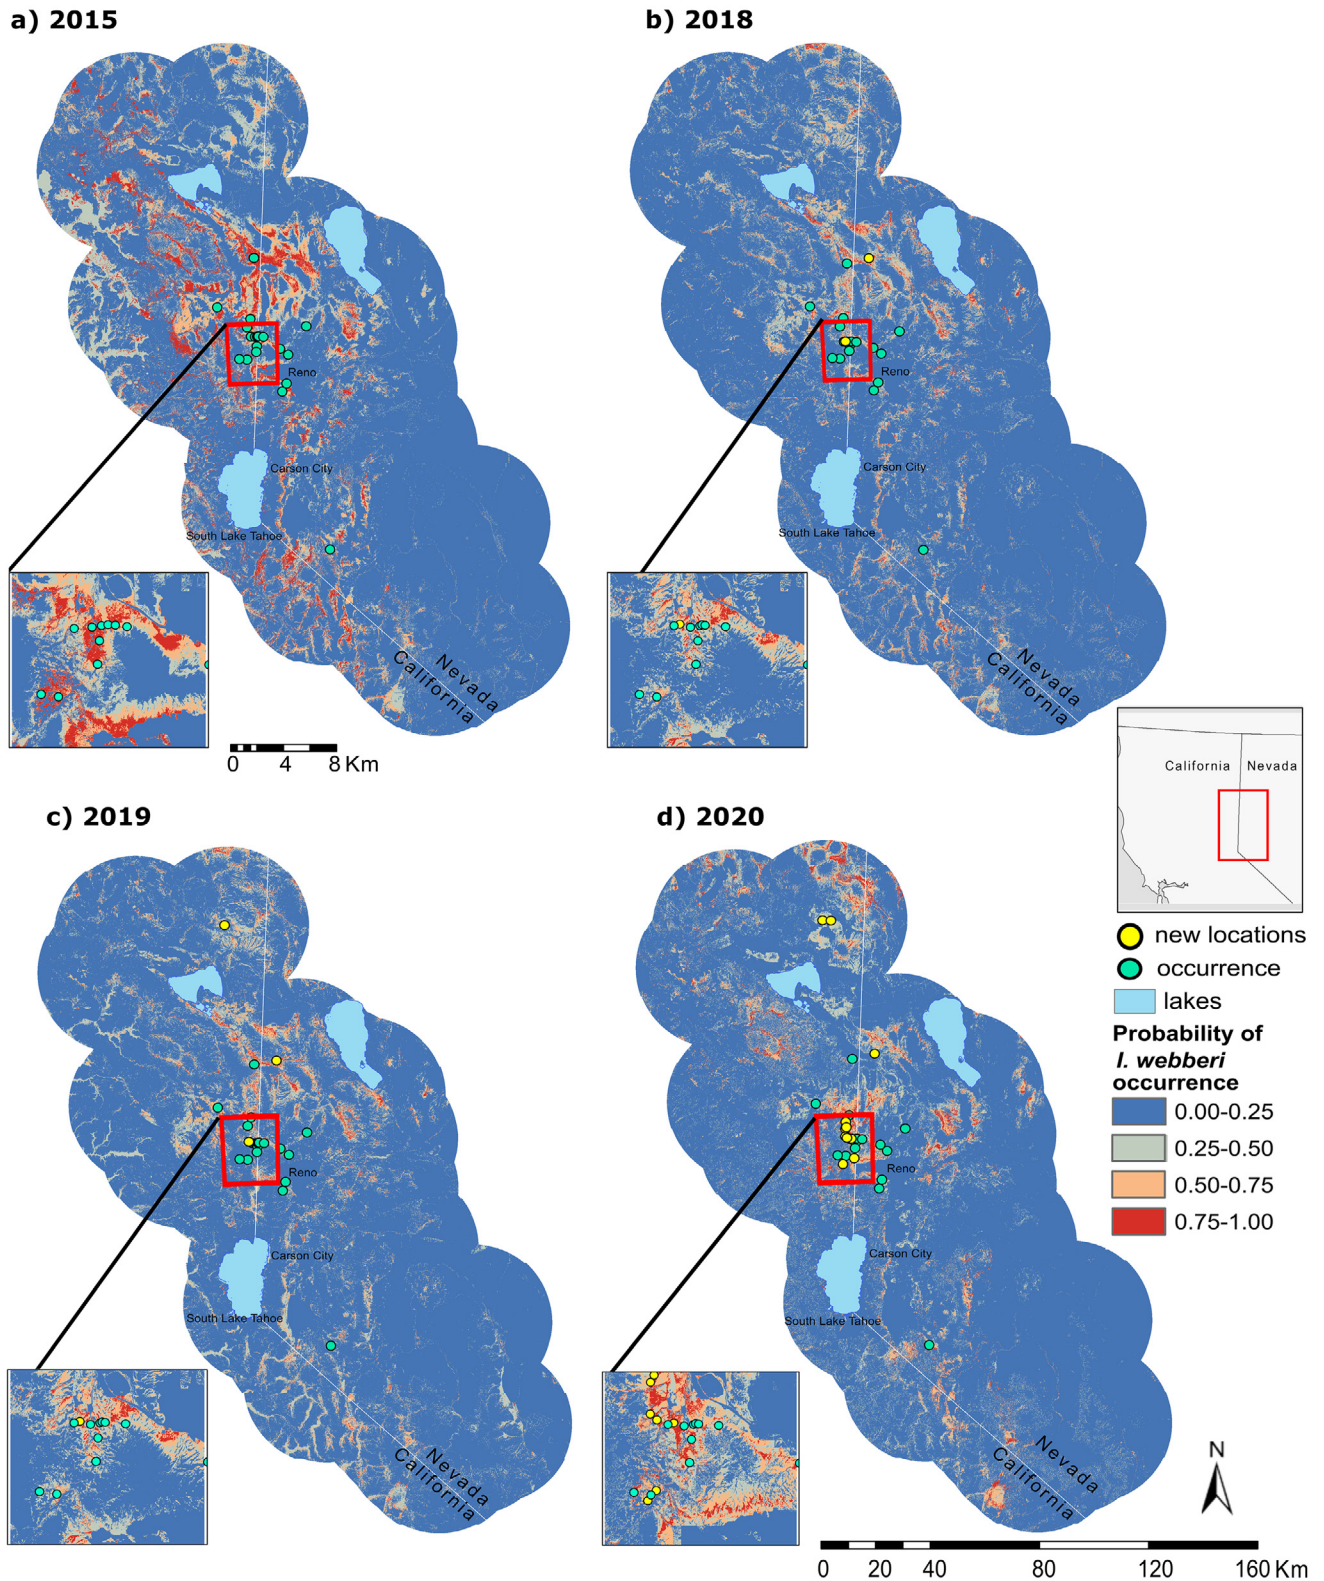 a) 2015
b) 2018
Reno
Reno
Carson City
Carson City
South Lake Tahoe
South Lake Tahoe
Nevada
California
Nevada
California
0 4 8 Km
California Nevada
c) 2019
d) 2020
new locations
occurrence
lakes
Probability of
I. webberi
occurrence
0.00-0.25
0.25-0.50
0.50-0.75
0.75-1.00
Reno
Reno
Carson City
Carson City
South Lake Tahoe
South Lake Tahoe
Nevada
California
Nevada
California
N
0 20 40 80 120 160 Km